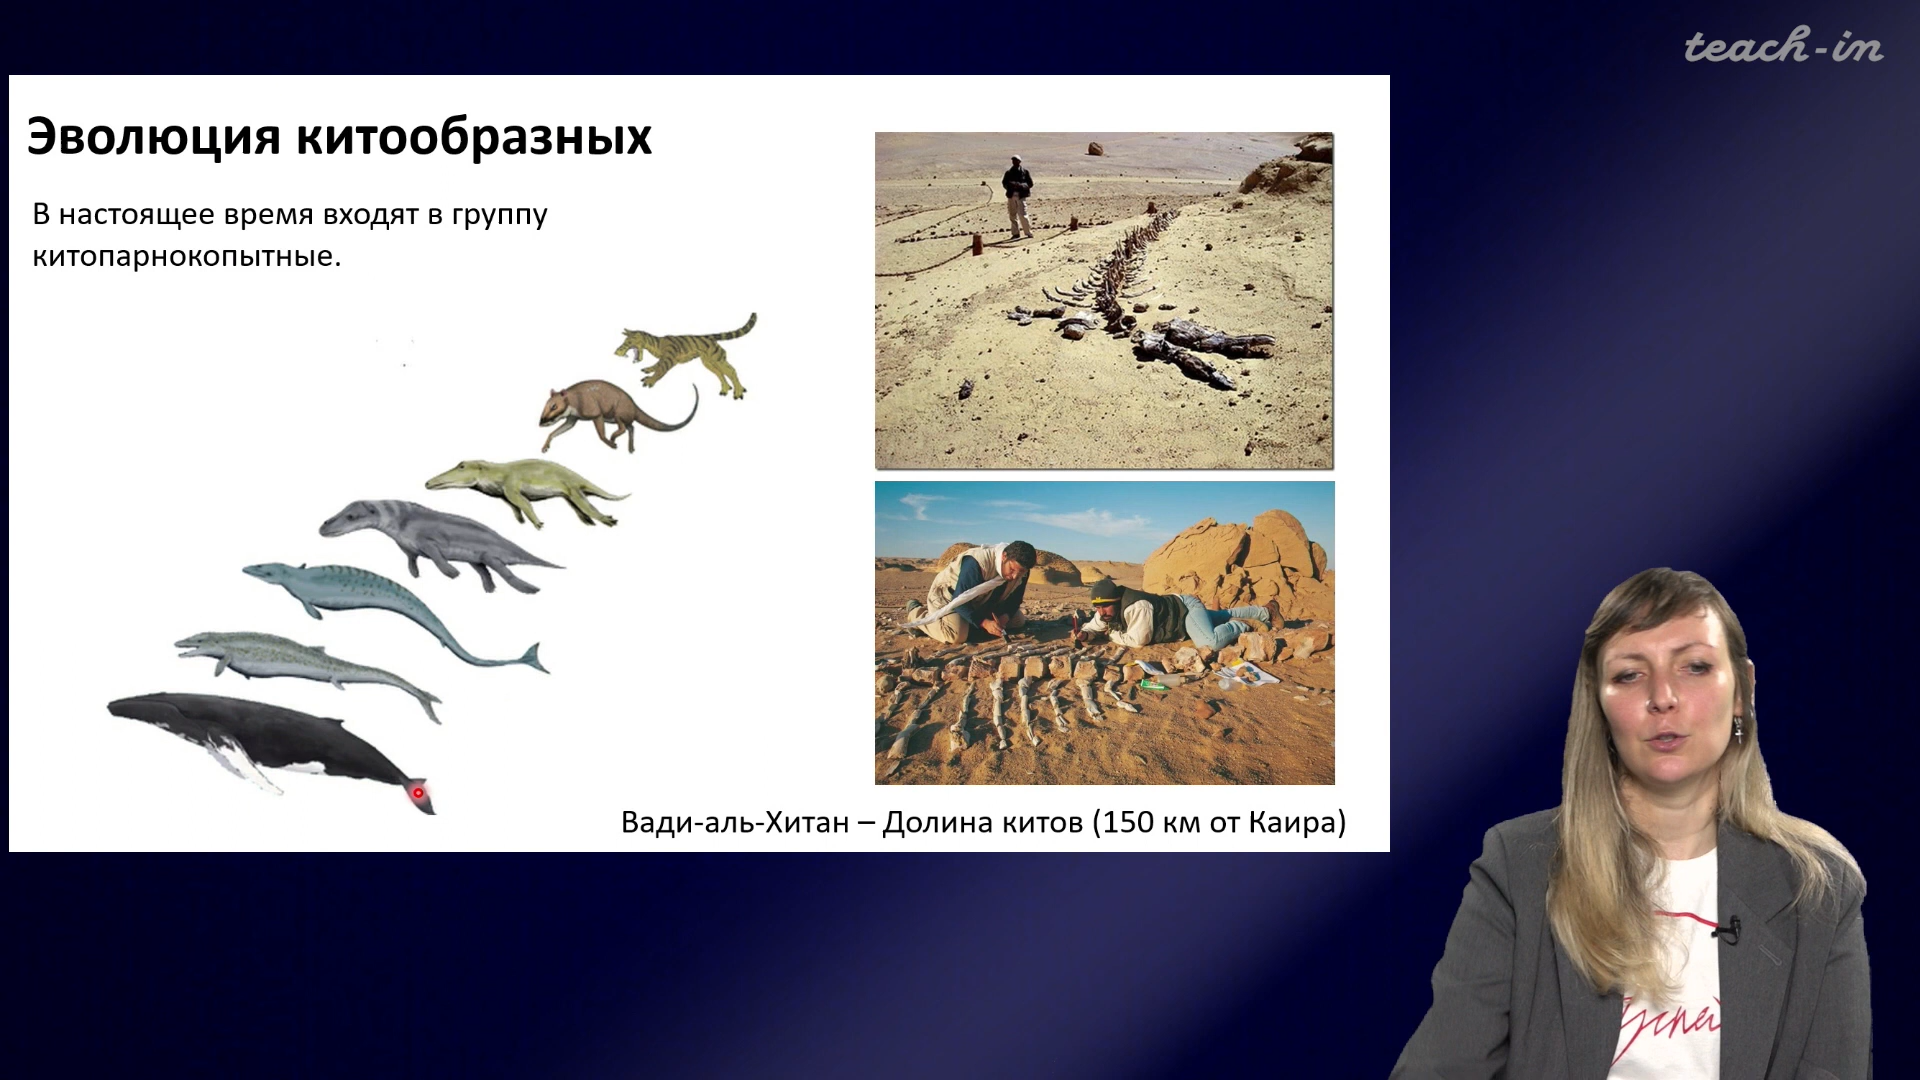 teach-in
Эволюция китообразных
В настоящее время входят в группу
китопарнокопытные.
Вади-аль-Хитан – Долина китов (150 км от Каира)